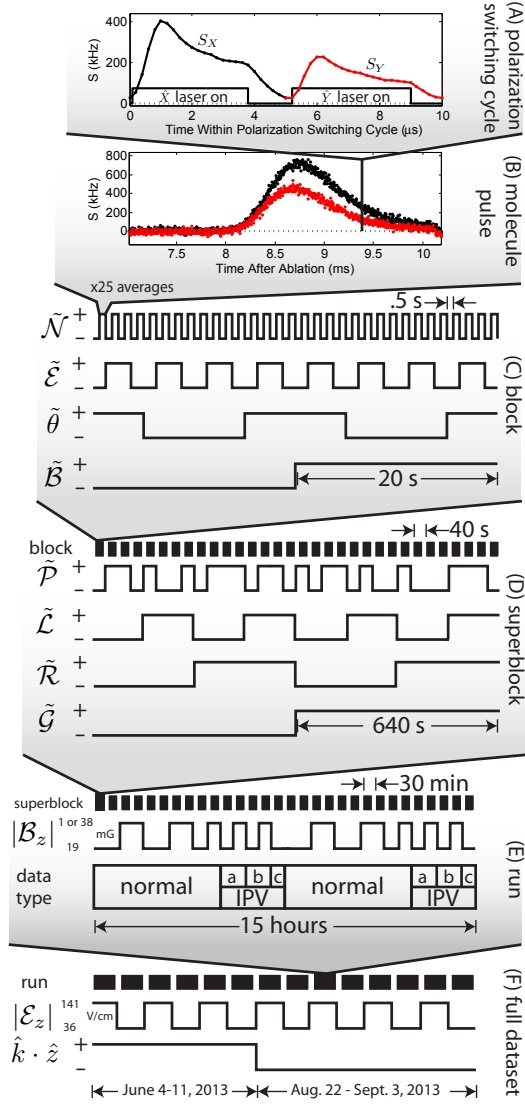 (A) polarization
switching cycle
400
300
200
100
0
S (kHz)
S_X
S_Y
X̂ laser on
Ŷ laser on
0 2 4 6 8 10
Time Within Polarization Switching Cycle (μs)
(B) molecule
pulse
800
600
400
200
0
S (kHz)
7.5 8 8.5 9 9.5 10
Time After Ablation (ms)
x25 averages
.5 s
Ñ + −
Ẽ + −
θ̃ + −
B̃ + −
20 s
(C) block
40 s
block
P̃ + −
L̃ + −
R̃ + −
G̃ + −
640 s
(D) superblock
30 min
superblock
|B_z| 1 or 38 mG 19
data
type
normal a b c IPV normal a b c IPV
15 hours
(E) run
run
|E_z| 141 V/cm 36
k̂ · ẑ + −
June 4-11, 2013 Aug. 22 - Sept. 3, 2013
(F) full dataset